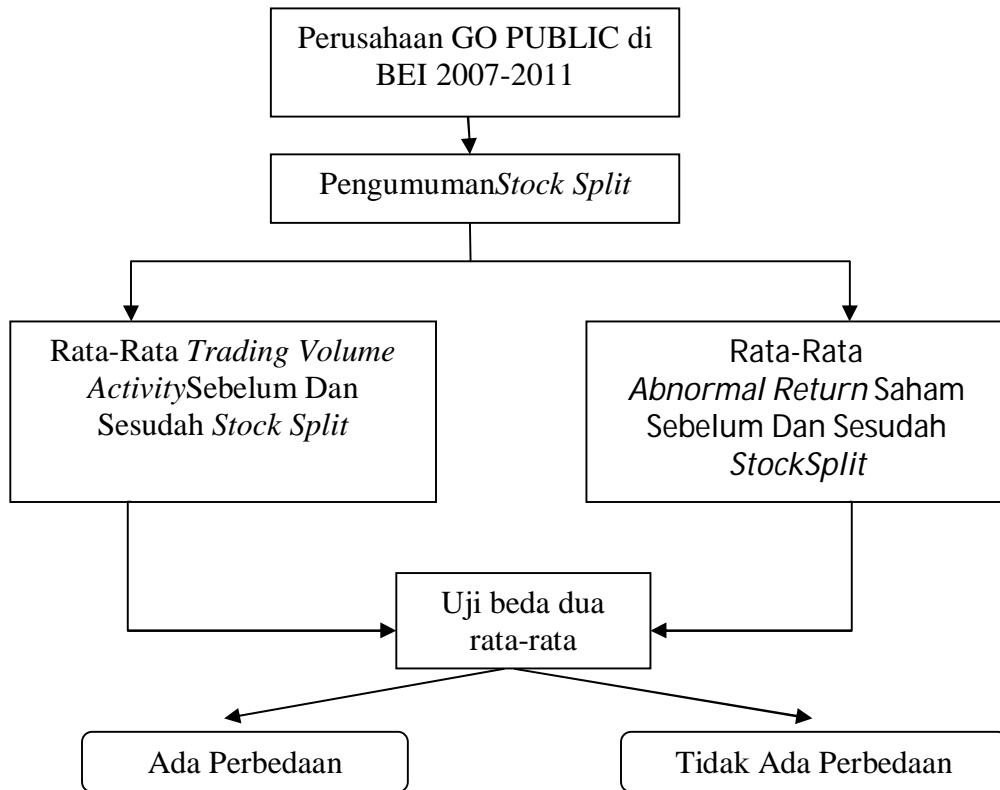 Perusahaan GO PUBLIC di
BEI 2007-2011
PengumumanStock Split
Rata-Rata Trading Volume
ActivitySebelum Dan
Sesudah Stock Split
Rata-Rata
Abnormal Return Saham
Sebelum Dan Sesudah
StockSplit
Uji beda dua
rata-rata
Ada Perbedaan
Tidak Ada Perbedaan